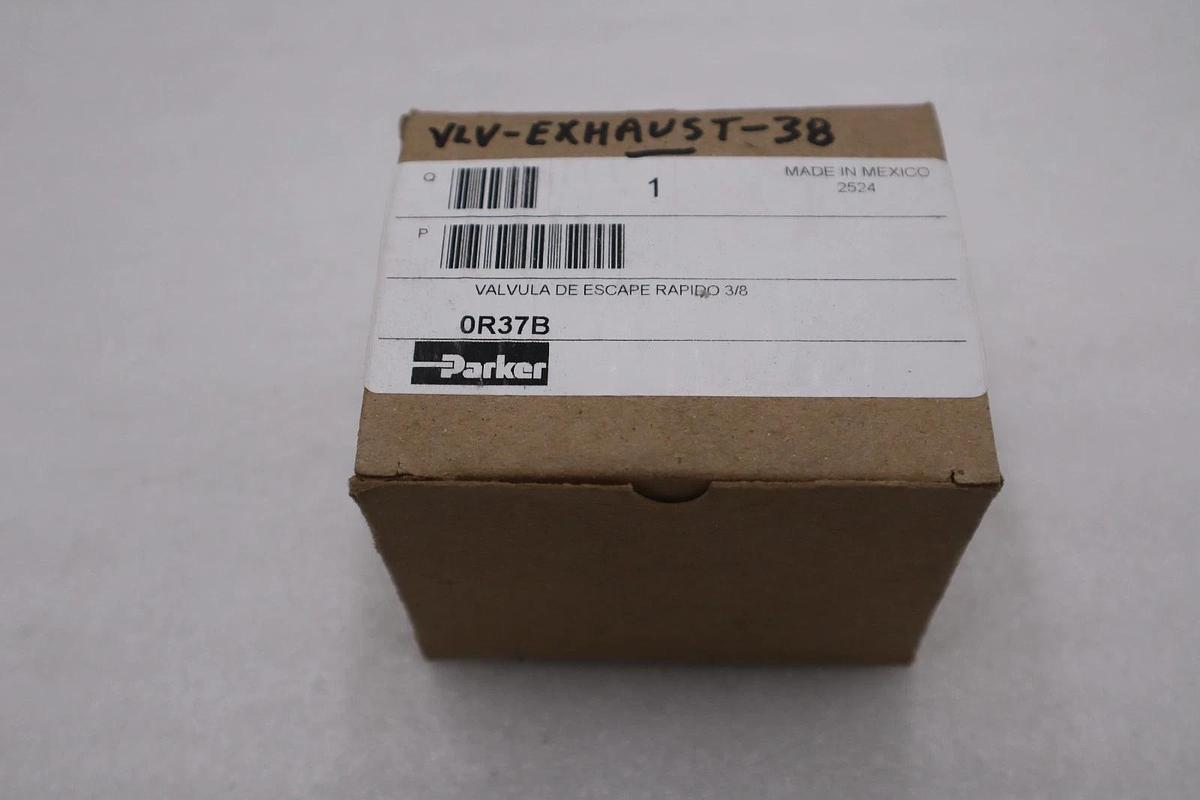 VLV-EXHAUST-38
Q 1 MADE IN MEXICO
2524
P
VALVULA DE ESCAPE RAPIDO 3/8
0R37B
Parker